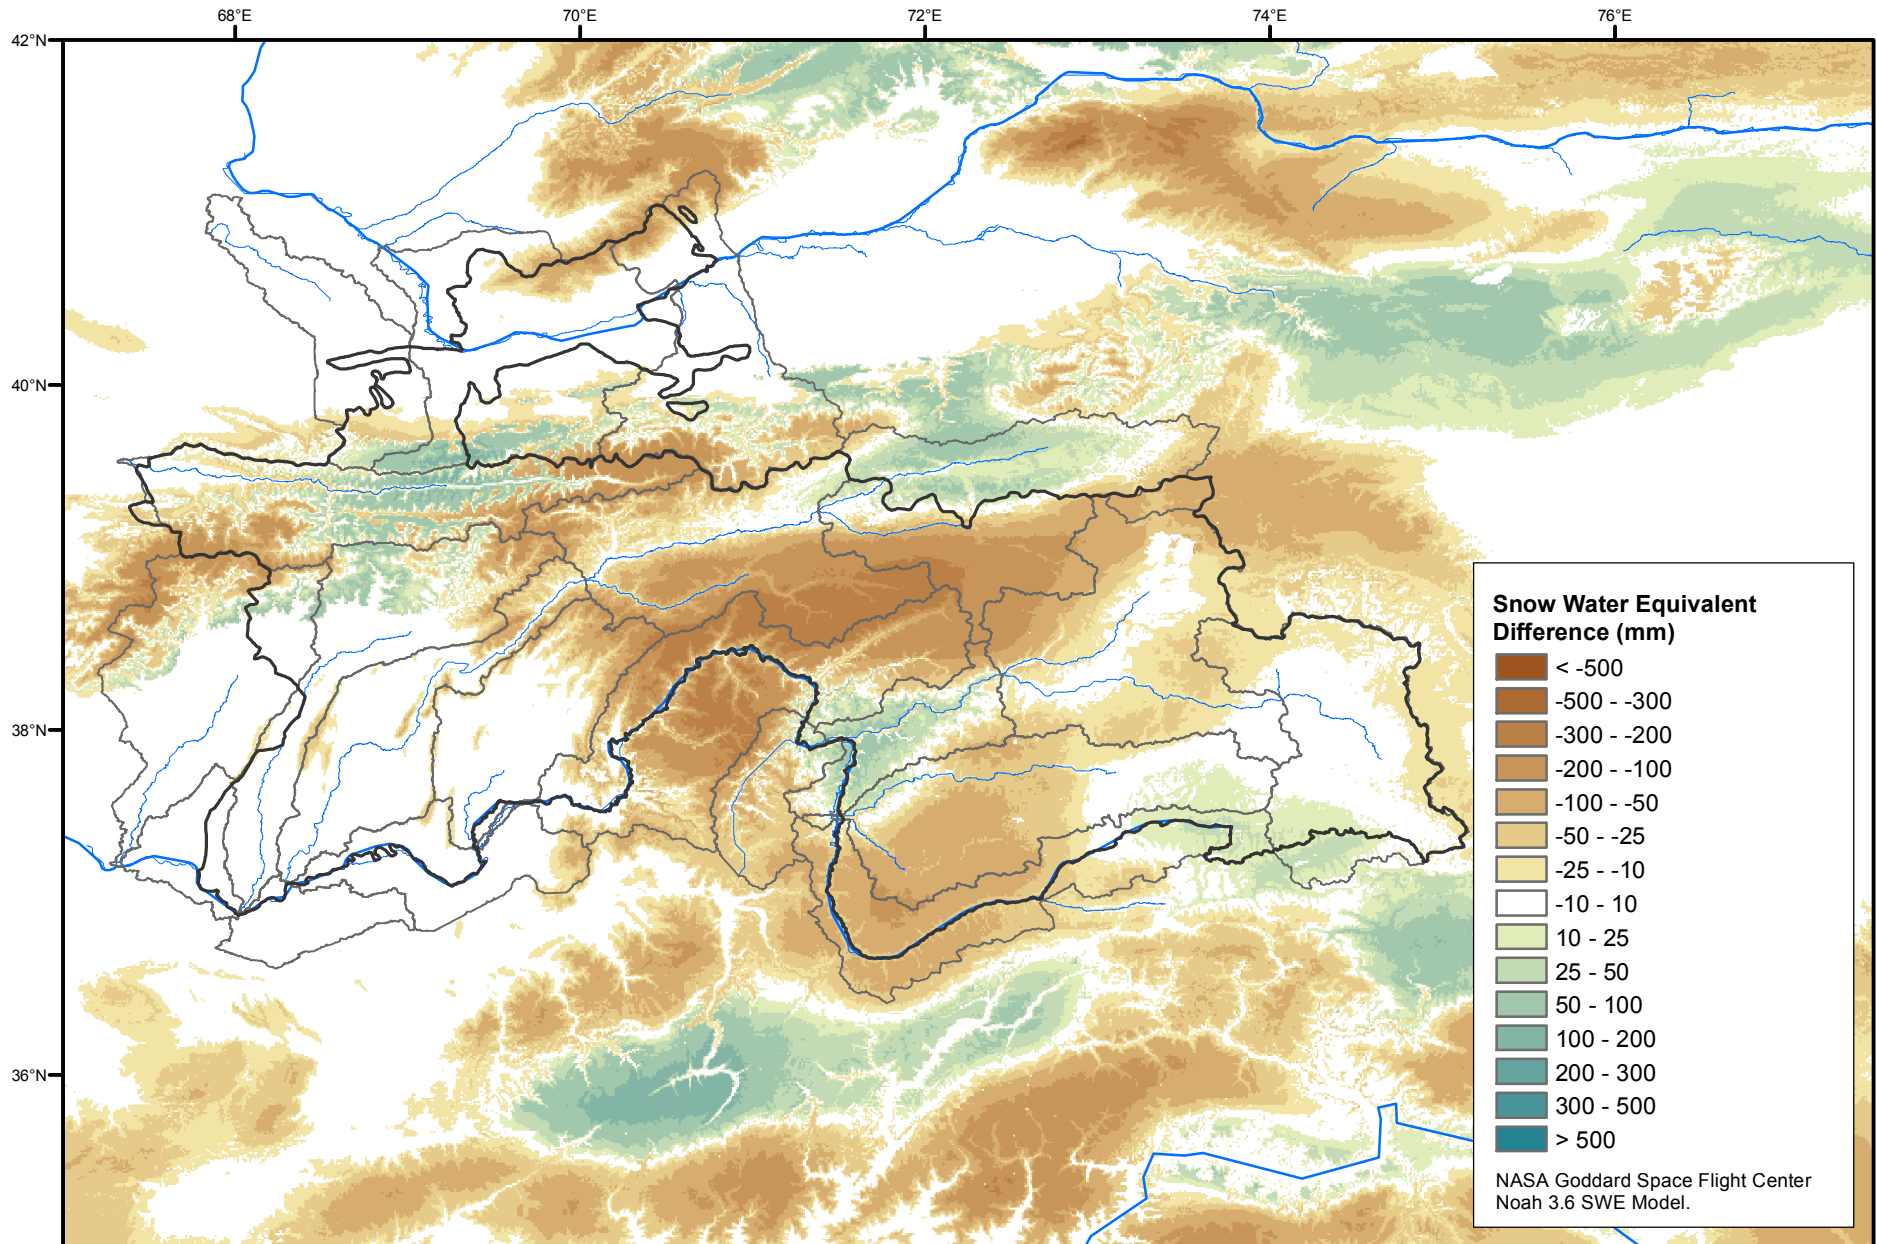 68°E 70°E 72°E 74°E 76°E
42°N
40°N
38°N
36°N
Snow Water Equivalent
Difference (mm)
< -500
-500 - -300
-300 - -200
-200 - -100
-100 - -50
-50 - -25
-25 - -10
-10 - 10
10 - 25
25 - 50
50 - 100
100 - 200
200 - 300
300 - 500
> 500
NASA Goddard Space Flight Center
Noah 3.6 SWE Model.